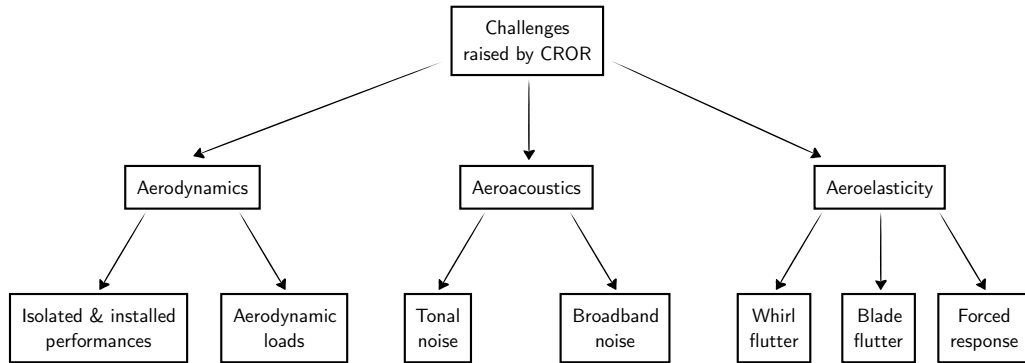 Challenges
raised by CROR
Aerodynamics
Aeroacoustics
Aeroelasticity
Isolated & installed
performances
Aerodynamic
loads
Tonal
noise
Broadband
noise
Whirl
flutter
Blade
flutter
Forced
response